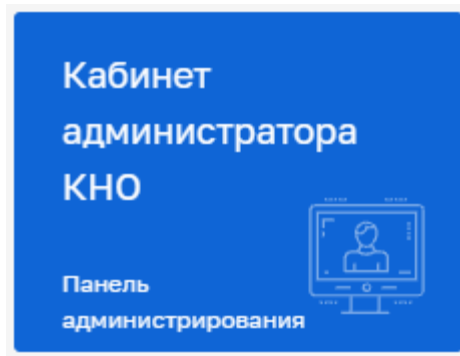 Кабинет
администратора
КНО
Панель
администрирования